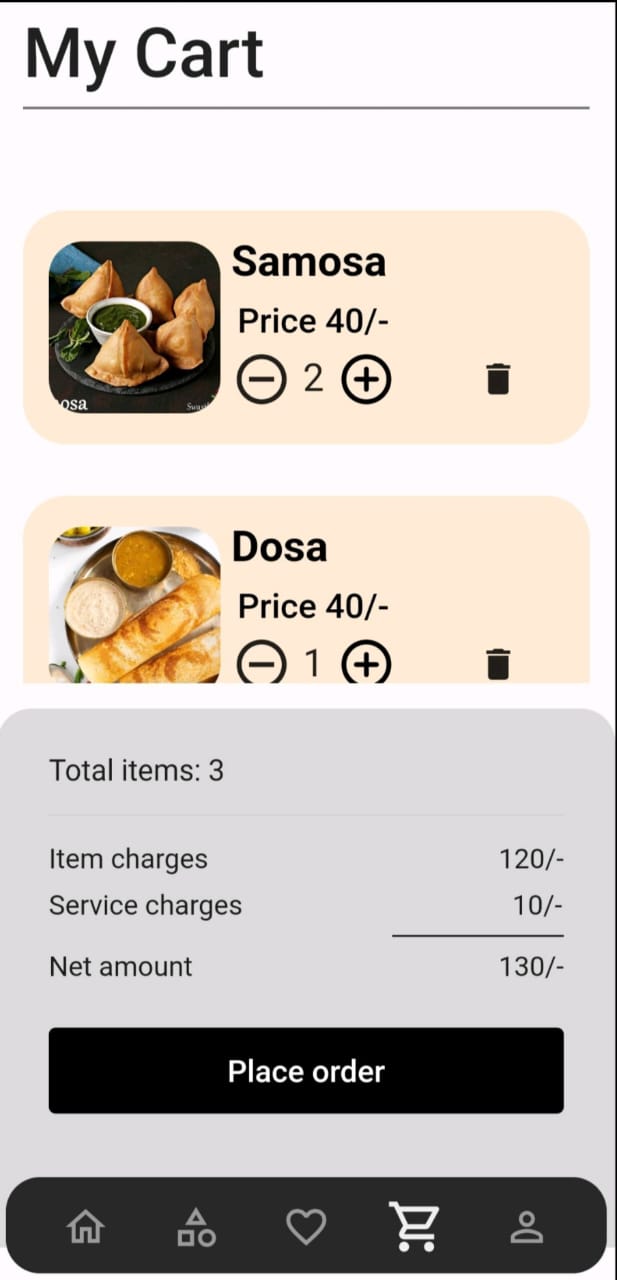 My Cart
Samosa
Price 40/-
2
osa
Dosa
Price 40/-
1
Total items: 3
Item charges 120/-
Service charges 10/-
Net amount 130/-
Place order